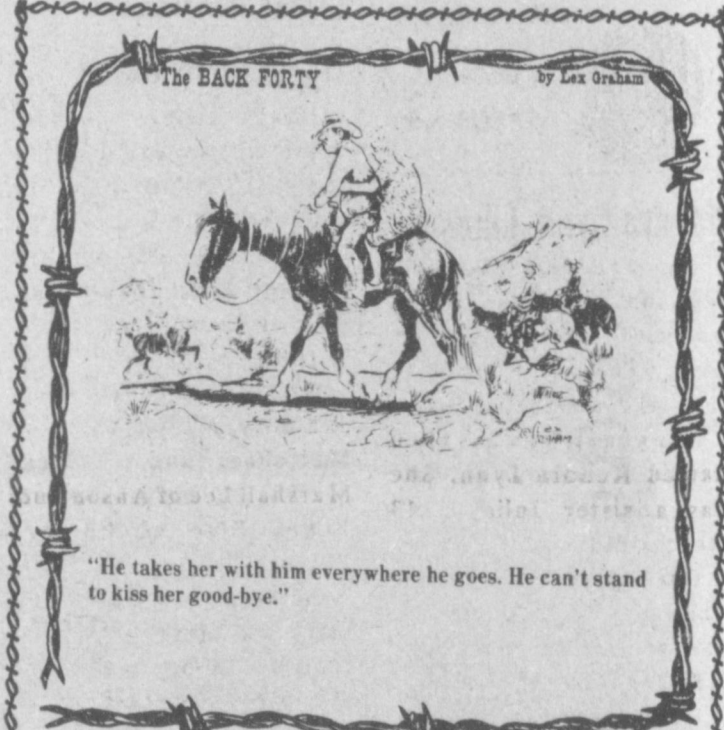 The BACK FORTY
by Lex Graham
"He takes her with him everywhere he goes. He can't stand
to kiss her good-bye."